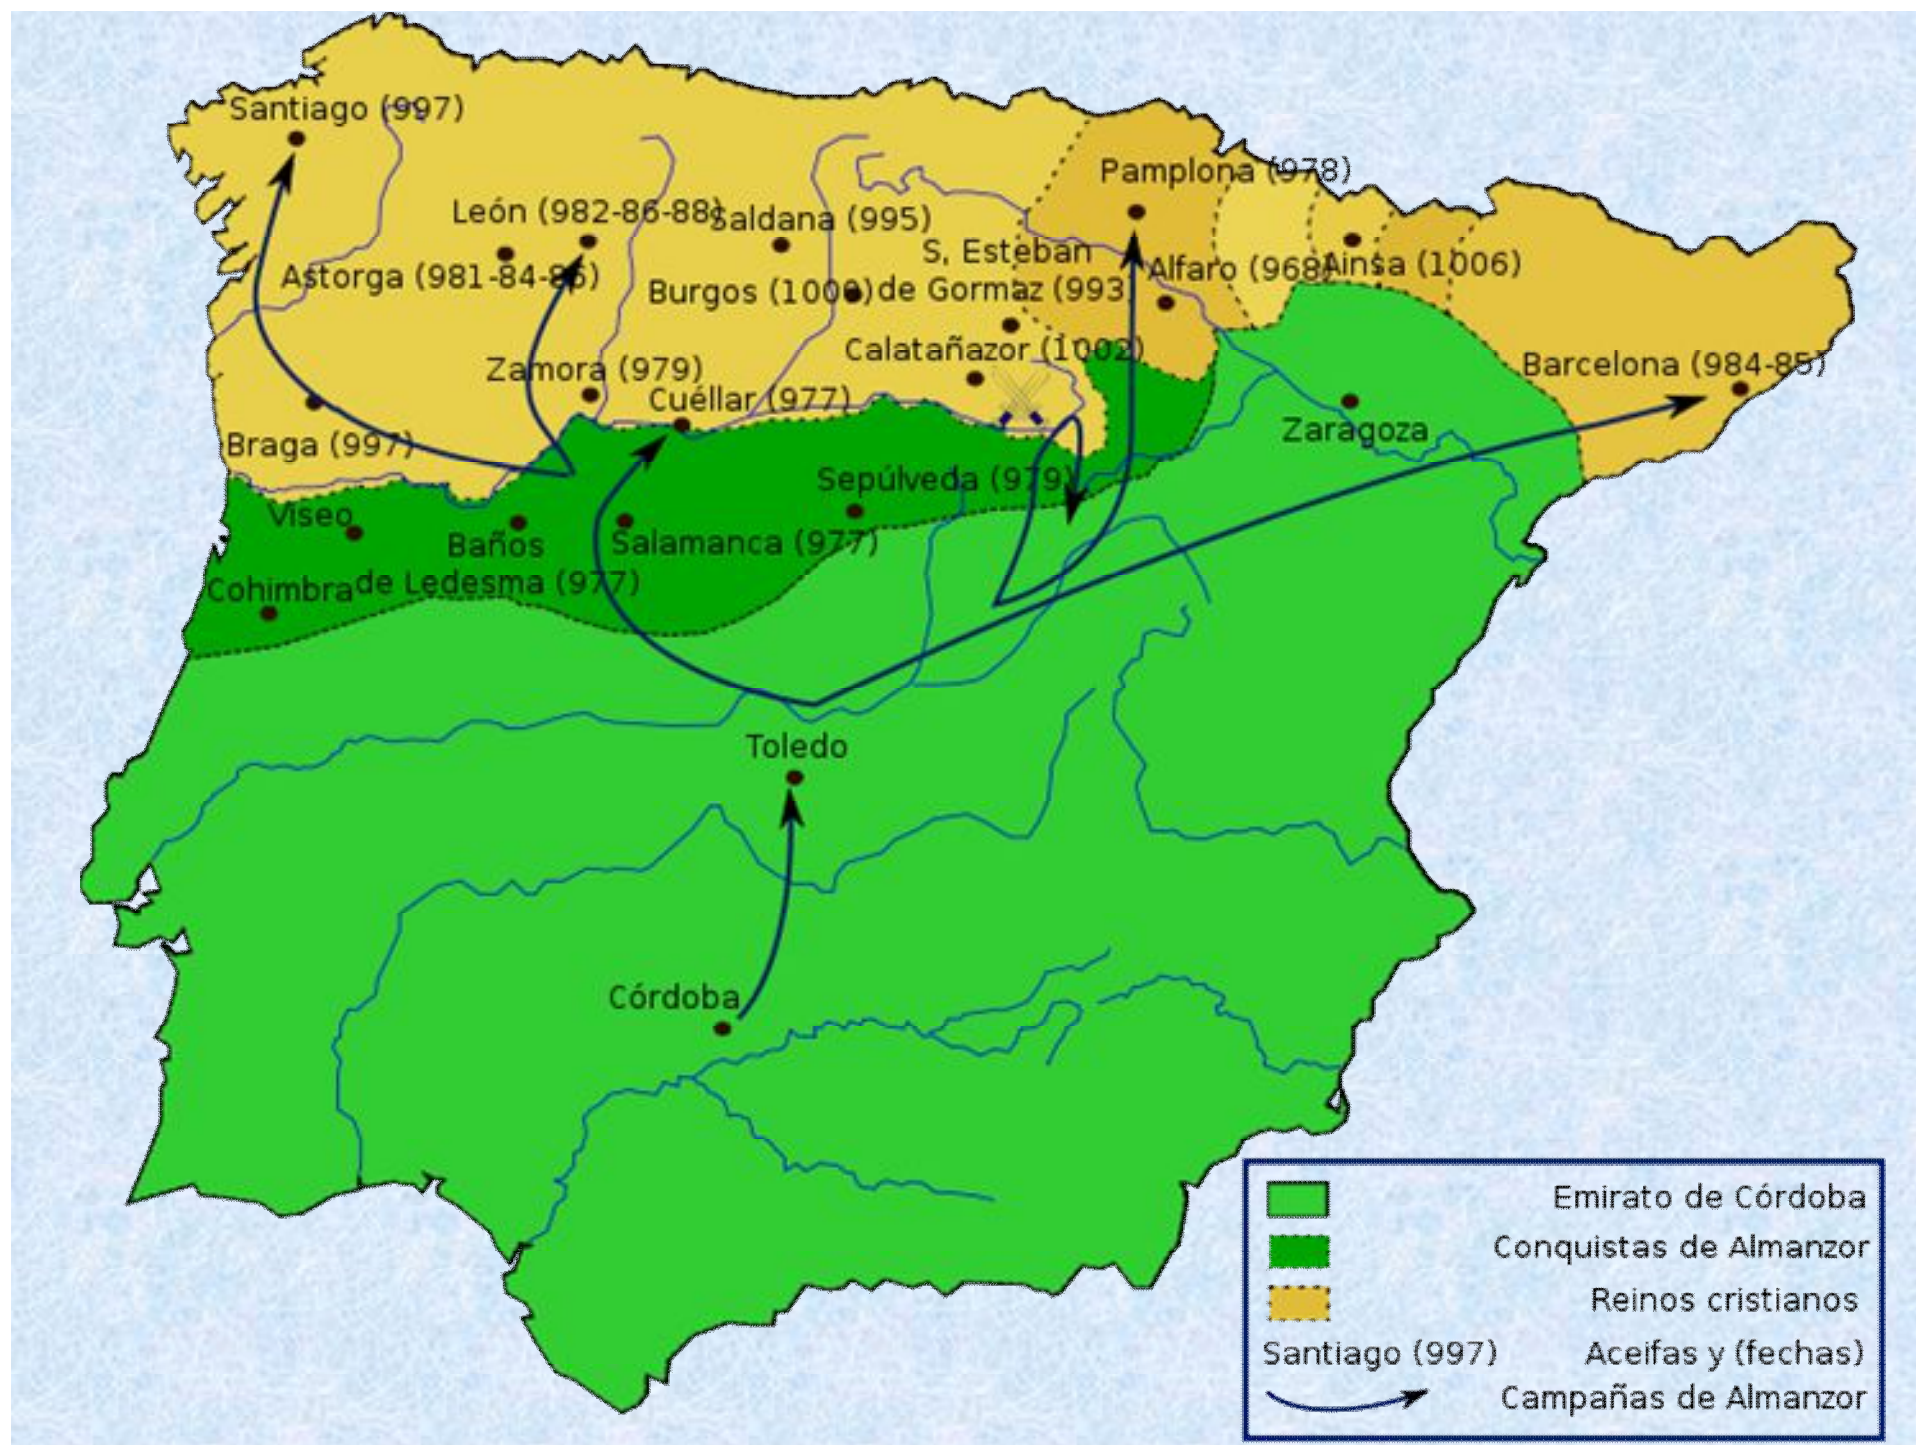 Santiago (997)
Pamplona (978)
León (982-86-88)
Saldana (995)
S, Esteban
de Gormaz (993)
Astorga (981-84-86)
Burgos (1000)
Alfaro (968)
Ainsa (1006)
Calatañazor (1002)
Zamora (979)
Cuéllar (977)
Barcelona (984-85)
Zaragoza
Braga (997)
Sepúlveda (979)
Viseo
Baños
de Ledesma (977)
Salamanca (977)
Cohimbra
Toledo
Córdoba
Emirato de Córdoba
Conquistas de Almanzor
Reinos cristianos
Santiago (997) Aceifas y (fechas)
Campañas de Almanzor